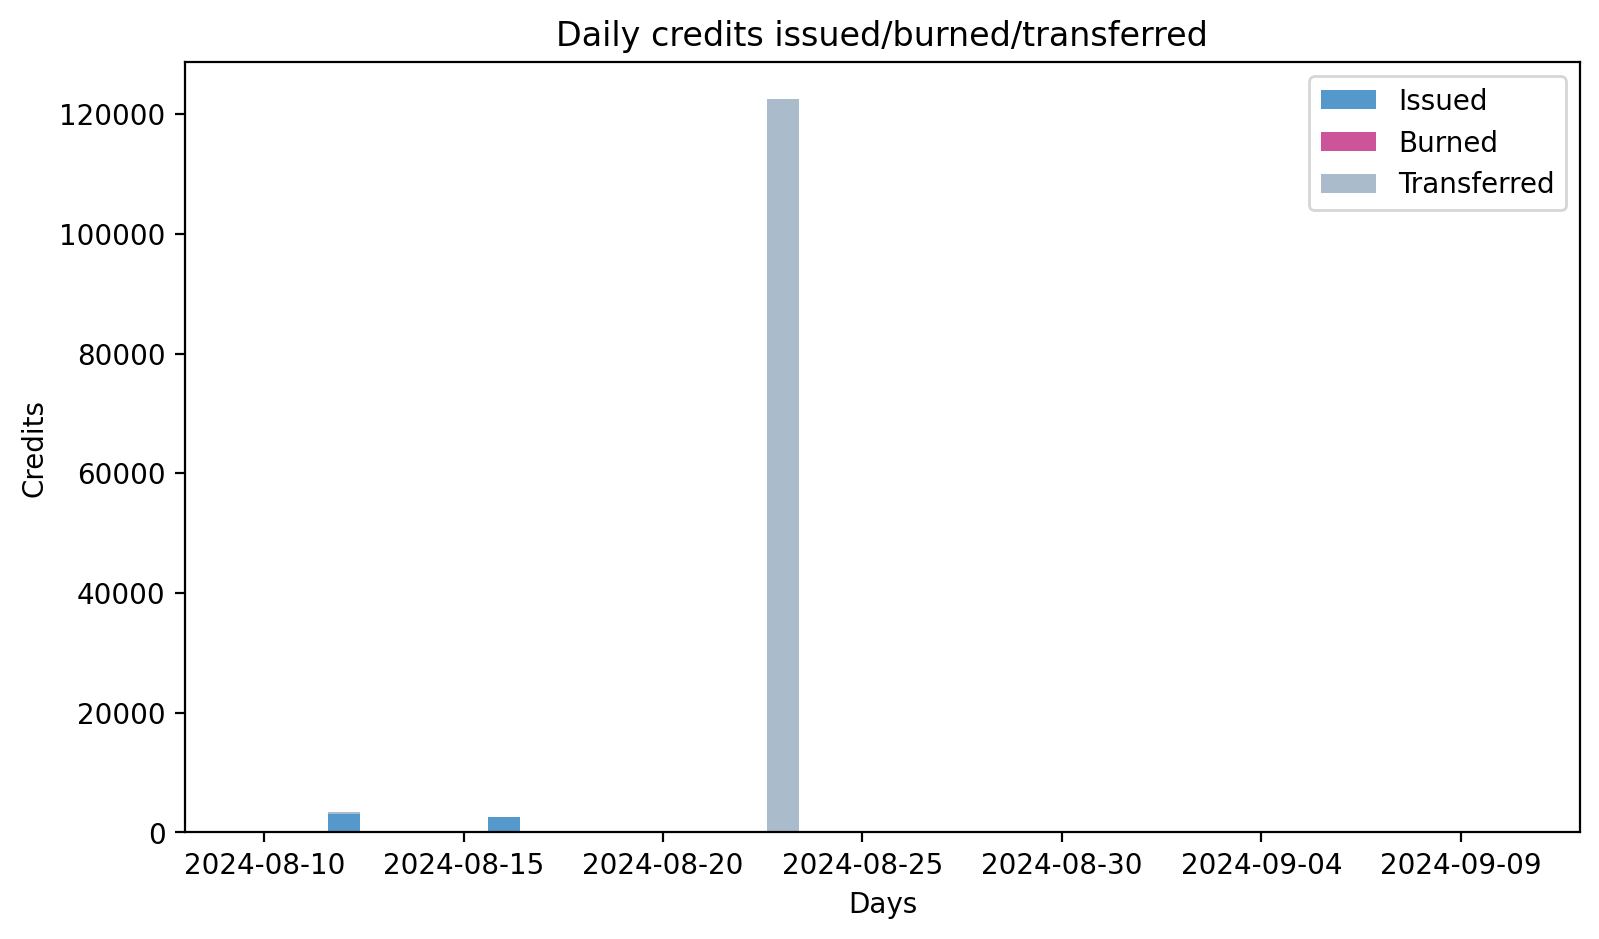 Daily credits issued/burned/transferred
Issued
Burned
Transferred
120000
100000
80000
60000
40000
20000
0
Credits
2024-08-10
2024-08-15
2024-08-20
2024-08-25
2024-08-30
2024-09-04
2024-09-09
Days